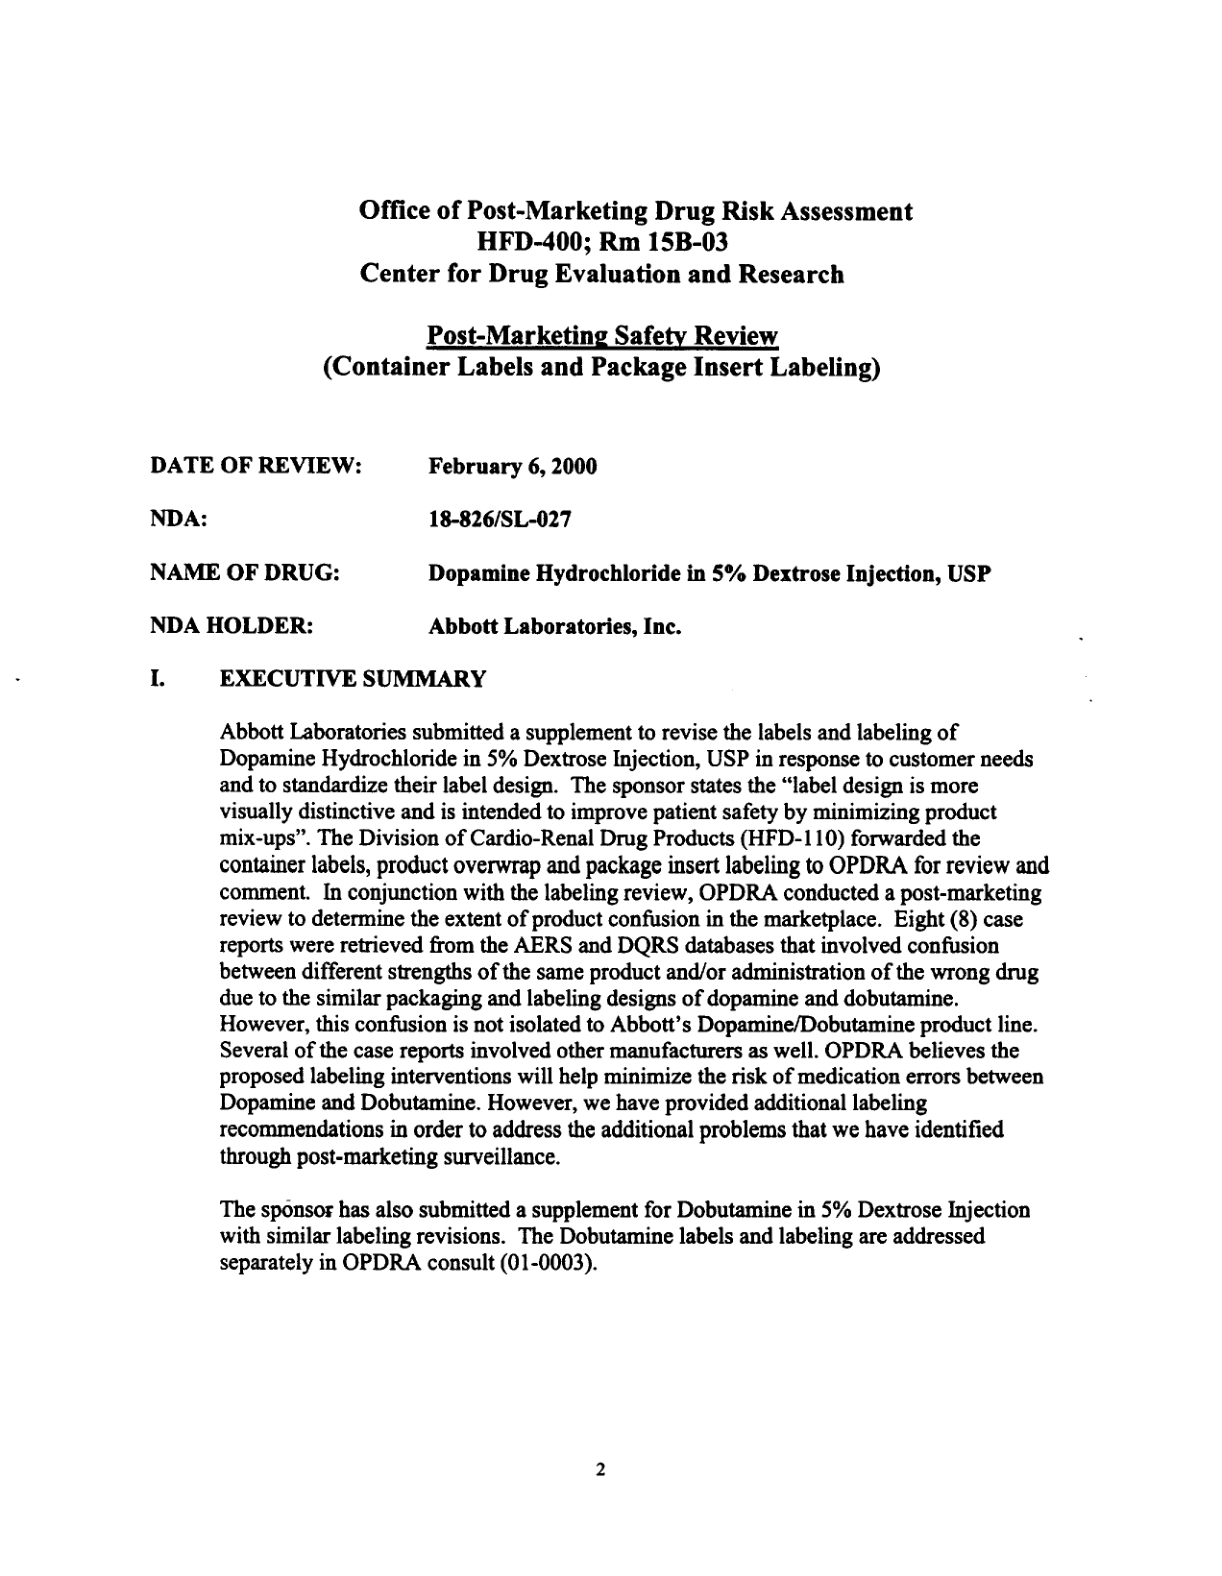 Office of Post-Marketing Drug Risk Assessment
HFD-400; Rm 15B-03
Center for Drug Evaluation and Research
Post-Marketing Safety Review
(Container Labels and Package Insert Labeling)
DATE OF REVIEW: February 6, 2000
NDA: 18-826/SL-027
NAME OF DRUG: Dopamine Hydrochloride in 5% Dextrose Injection, USP
NDA HOLDER: Abbott Laboratories, Inc.
I. EXECUTIVE SUMMARY
Abbott Laboratories submitted a supplement to revise the labels and labeling of
Dopamine Hydrochloride in 5% Dextrose Injection, USP in response to customer needs
and to standardize their label design. The sponsor states the “label design is more
visually distinctive and is intended to improve patient safety by minimizing product
mix-ups”. The Division of Cardio-Renal Drug Products (HFD-110) forwarded the
container labels, product overwrap and package insert labeling to OPDRA for review and
comment. In conjunction with the labeling review, OPDRA conducted a post-marketing
review to determine the extent of product confusion in the marketplace. Eight (8) case
reports were retrieved from the AERS and DQRS databases that involved confusion
between different strengths of the same product and/or administration of the wrong drug
due to the similar packaging and labeling designs of dopamine and dobutamine.
However, this confusion is not isolated to Abbott’s Dopamine/Dobutamine product line.
Several of the case reports involved other manufacturers as well. OPDRA believes the
proposed labeling interventions will help minimize the risk of medication errors between
Dopamine and Dobutamine. However, we have provided additional labeling
recommendations in order to address the additional problems that we have identified
through post-marketing surveillance.
The sponsor has also submitted a supplement for Dobutamine in 5% Dextrose Injection
with similar labeling revisions. The Dobutamine labels and labeling are addressed
separately in OPDRA consult (01-0003).
2